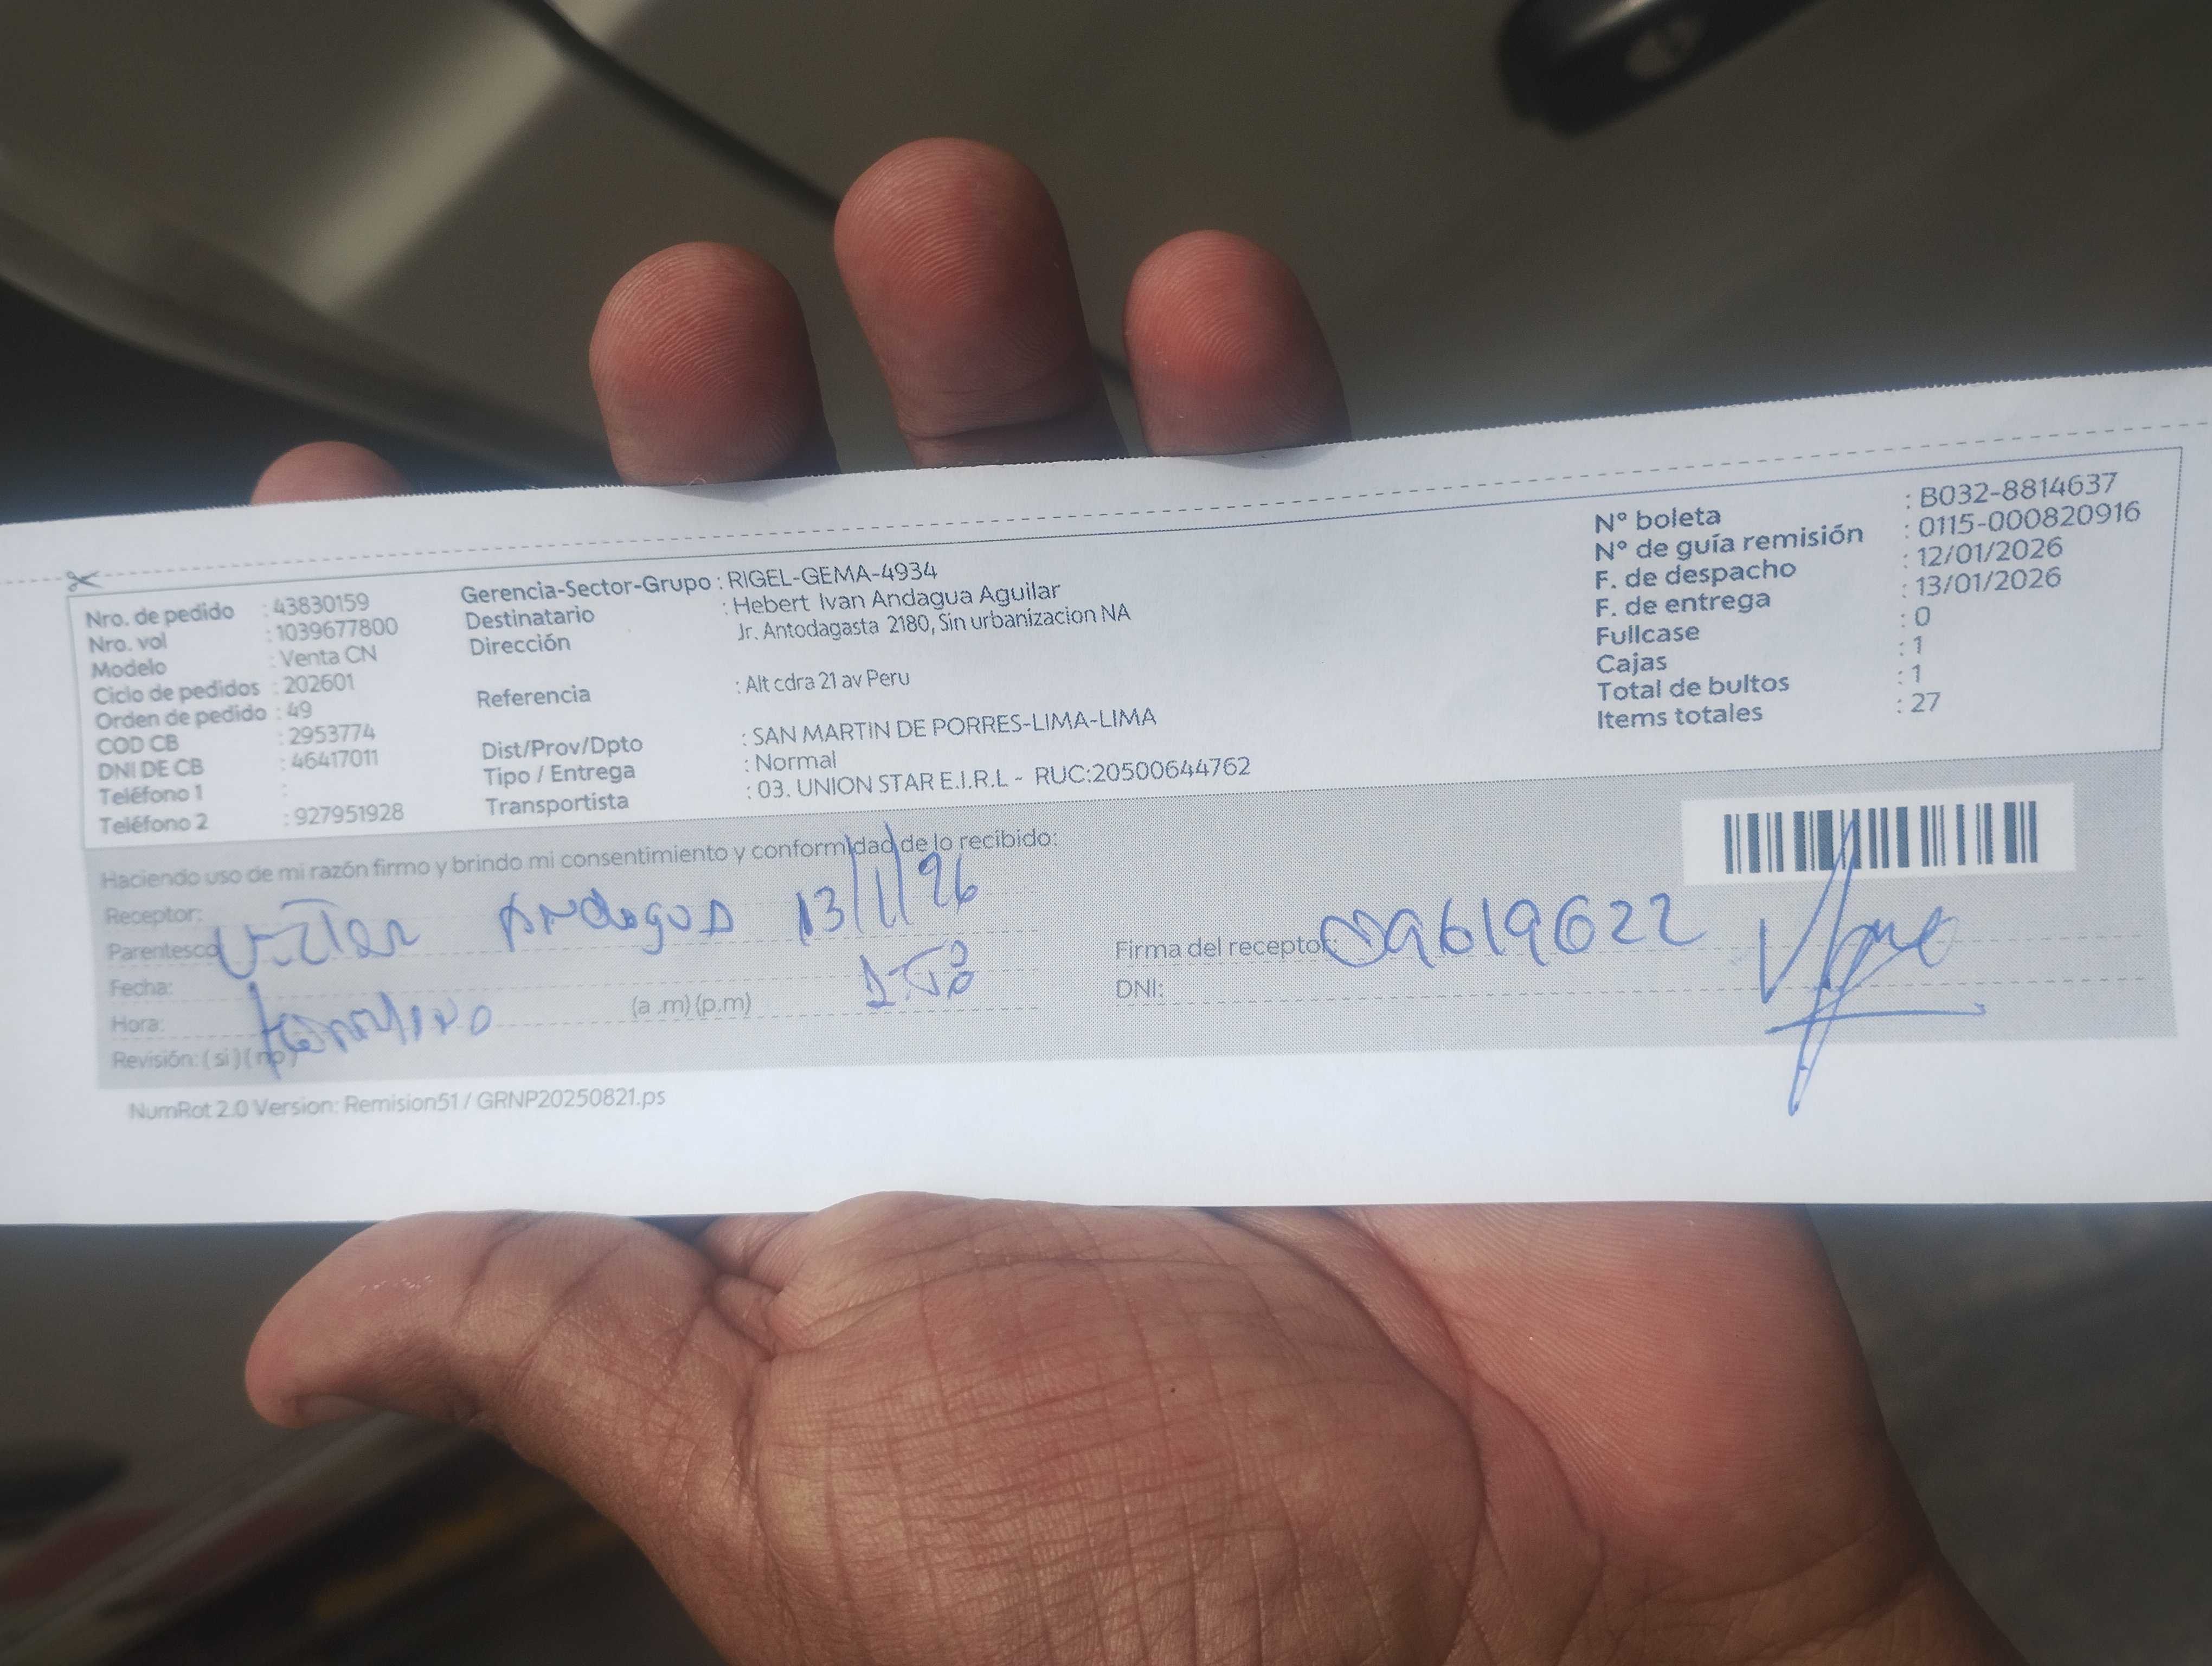 Nro. de pedido : 43830159
Nro. vol : 1039677800
Modelo : Venta CN
Ciclo de pedidos : 202601
Orden de pedido : 49
COD CB : 2953774
DNI DE CB : 46417011
Teléfono 1 :
Teléfono 2 : 927951928
Gerencia-Sector-Grupo : RIGEL-GEMA-4934
Destinatario : Hebert Ivan Andagua Aguilar
Dirección Jr. Antodagasta 2180, Sin urbanizacion NA
Referencia : Alt cdra 21 av Peru
Dist/Prov/Dpto : SAN MARTIN DE PORRES-LIMA-LIMA
Tipo / Entrega : Normal
Transportista : 03. UNION STAR E.I.R.L - RUC:20500644762
N° boleta : B032-8814637
N° de guía remisión : 0115-000820916
F. de despacho : 12/01/2026
F. de entrega : 13/01/2026
Fullcase : 0
Cajas : 1
Total de bultos : 1
Items totales : 27
Haciendo uso de mi razón firmo y brindo mi consentimiento y conformidad de lo recibido:
Receptor:
Parentesco Andagua 13/1/26
Fecha:
Hora: (a .m) (p.m)
Revisión: ( si ) ( no )
Firma del receptor: 09619622
DNI:
NumRot 2.0 Version: Remision51 / GRNP20250821.ps